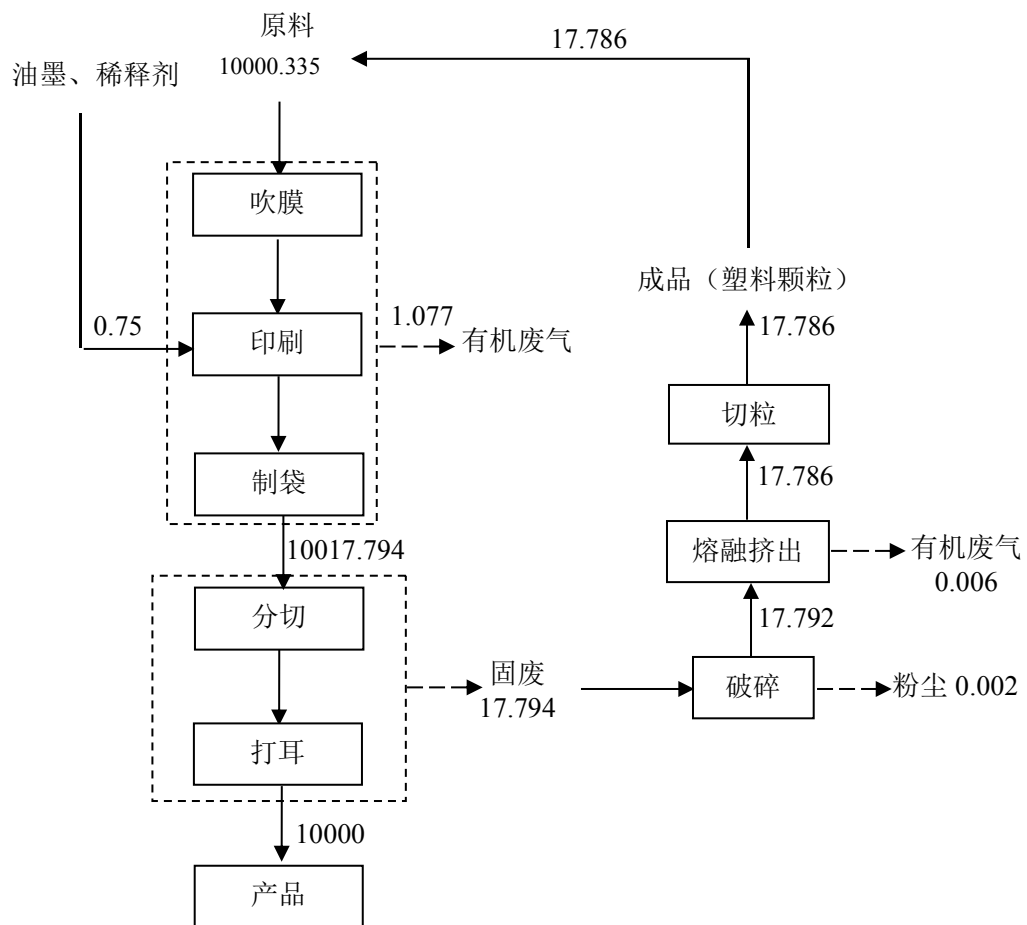 原料
17.786
10000.335
油墨、稀释剂
吹膜
成品（塑料颗粒）
0.75
印刷
1.077
有机废气
17.786
切粒
制袋
17.786
10017.794
熔融挤出
有机废气
0.006
分切
17.792
固废
17.794
破碎
粉尘 0.002
打耳
10000
产品